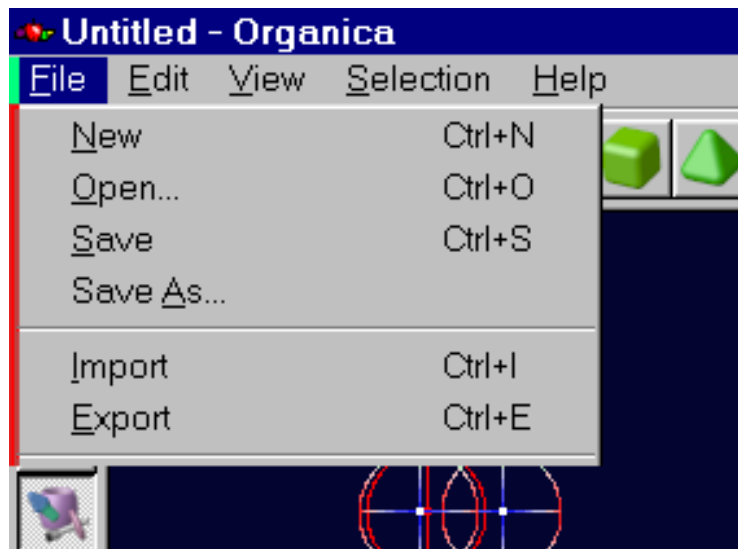 Untitled - Organica
File Edit View Selection Help
New Ctrl+N
Open... Ctrl+O
Save Ctrl+S
Save As...
Import Ctrl+I
Export Ctrl+E